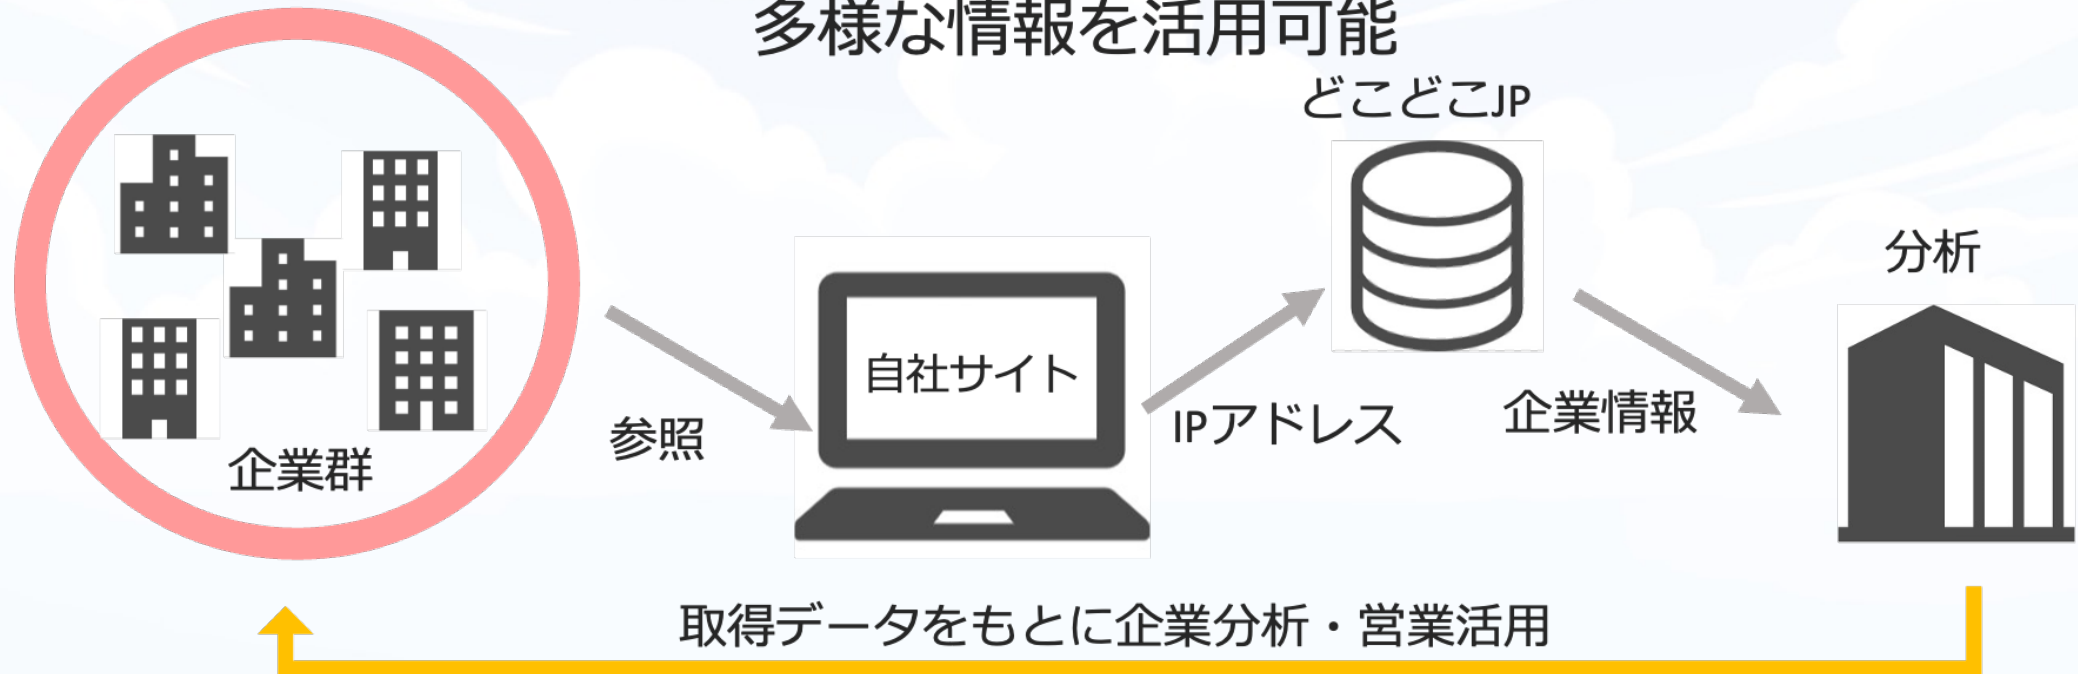 多様な情報を活用可能
どこどこJP
分析
自社サイト
企業情報
IPアドレス
参照
企業群
取得データをもとに企業分析・営業活用